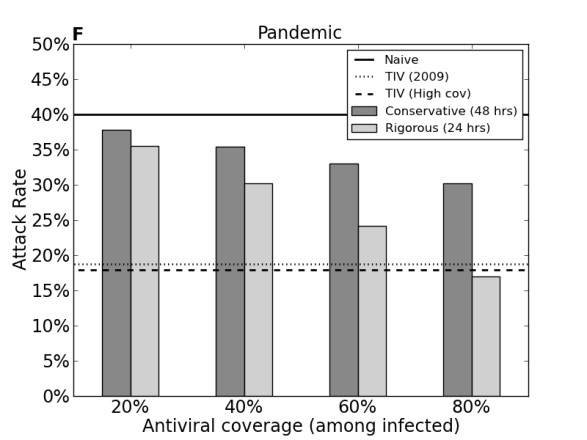 F
Pandemic
50%
45%
40%
35%
30%
25%
20%
15%
10%
5%
0%
Attack Rate
Naive
TIV (2009)
TIV (High cov)
Conservative (48 hrs)
Rigorous (24 hrs)
20% 40% 60% 80%
Antiviral coverage (among infected)